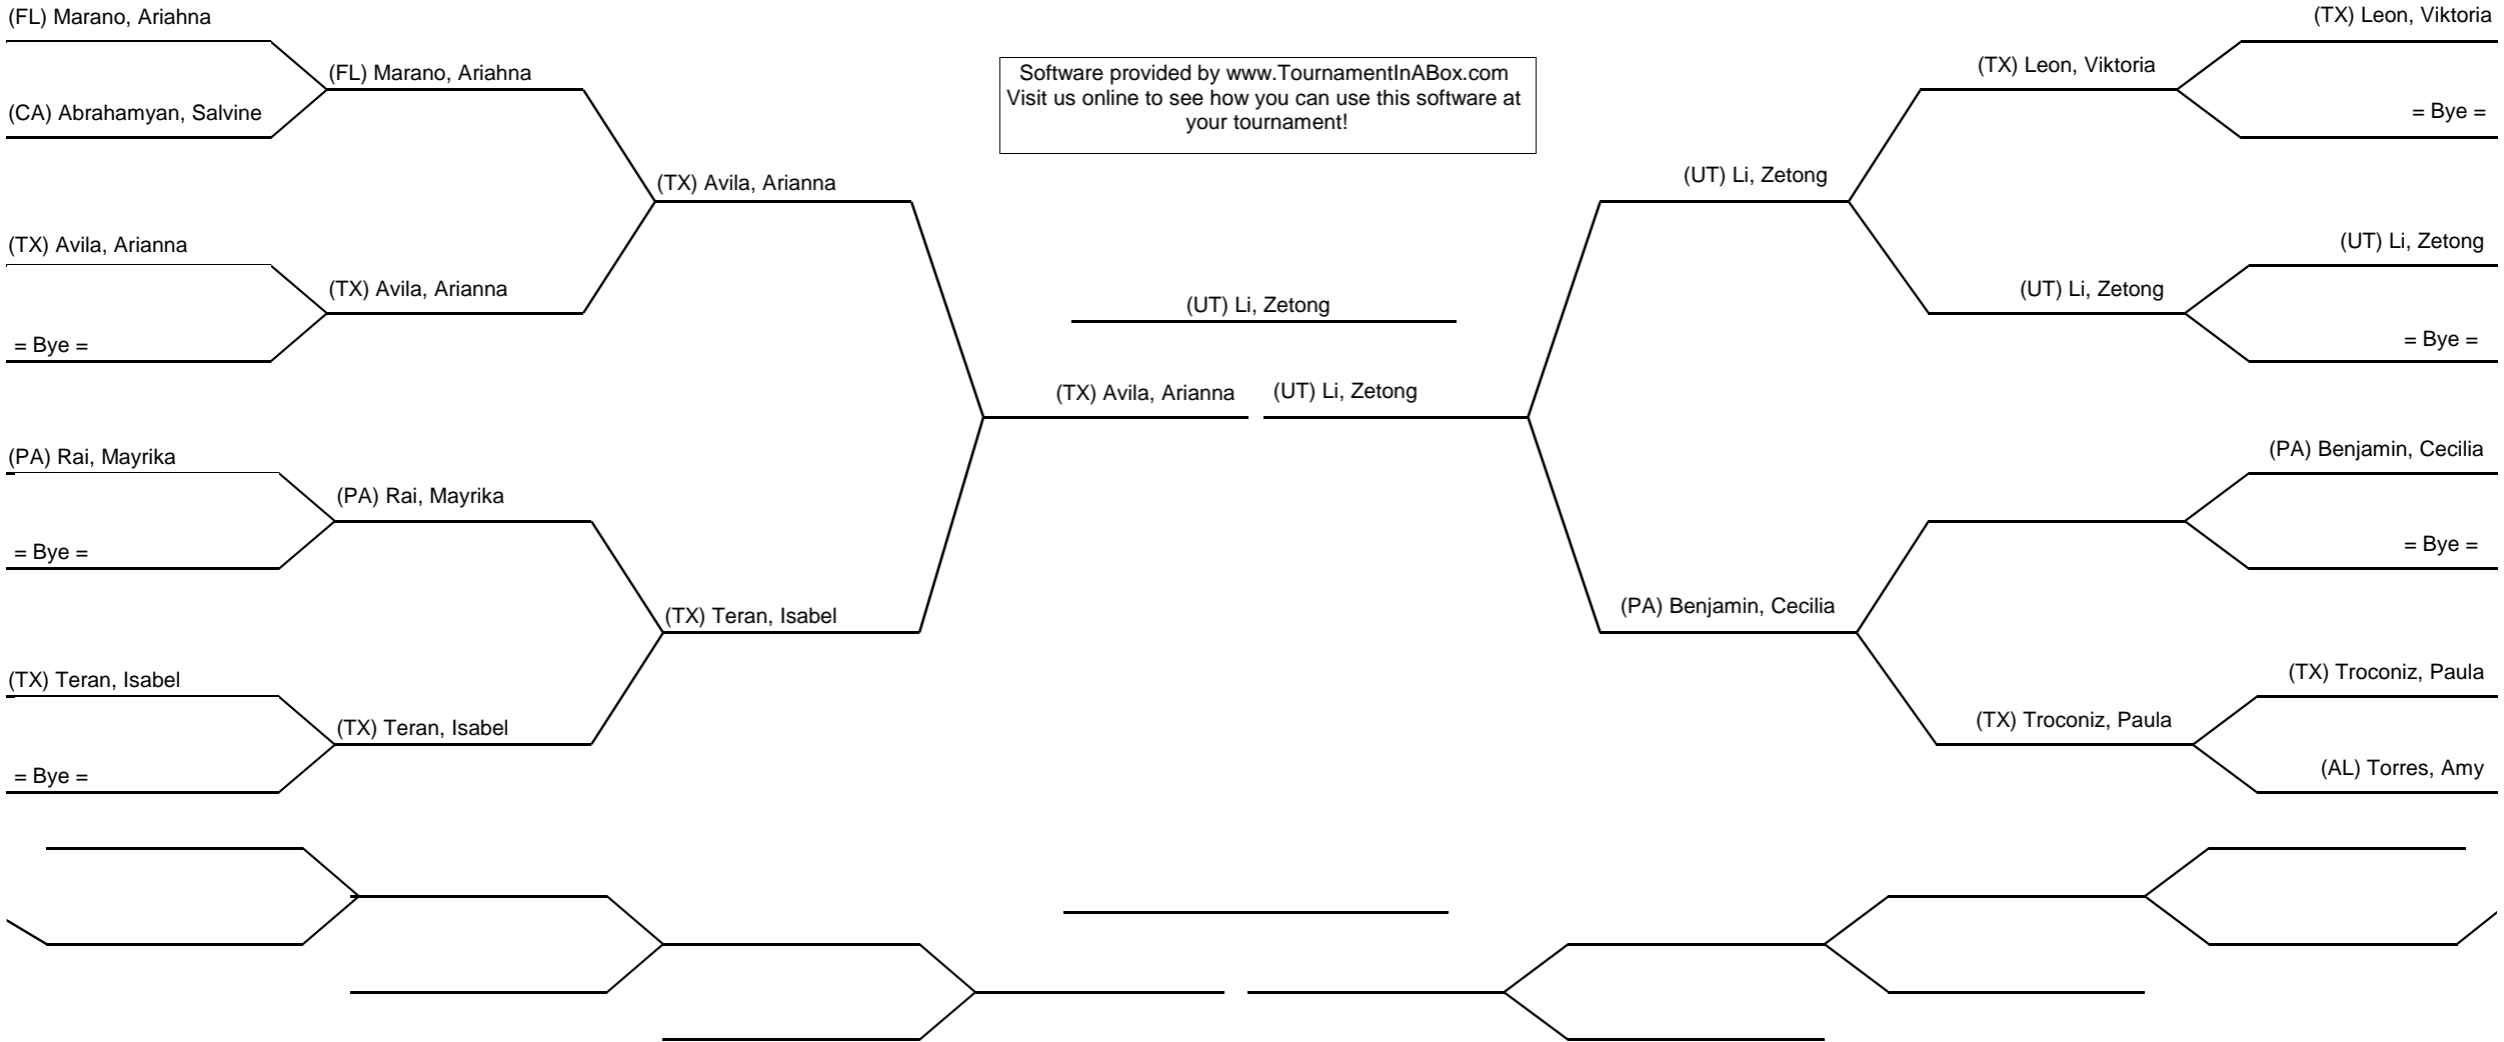 (FL) Marano, Ariahna
(CA) Abrahamyan, Salvine
(TX) Avila, Arianna
= Bye =
(PA) Rai, Mayrika
= Bye =
(TX) Teran, Isabel
= Bye =
(FL) Marano, Ariahna
(TX) Avila, Arianna
(PA) Rai, Mayrika
(TX) Teran, Isabel
(TX) Avila, Arianna
(TX) Teran, Isabel
Software provided by www.TournamentInABox.com
Visit us online to see how you can use this software at
your tournament!
(UT) Li, Zetong
(TX) Avila, Arianna
(UT) Li, Zetong
(UT) Li, Zetong
(PA) Benjamin, Cecilia
(TX) Leon, Viktoria
(UT) Li, Zetong
(TX) Troconiz, Paula
(TX) Leon, Viktoria
= Bye =
(UT) Li, Zetong
= Bye =
(PA) Benjamin, Cecilia
= Bye =
(TX) Troconiz, Paula
(AL) Torres, Amy